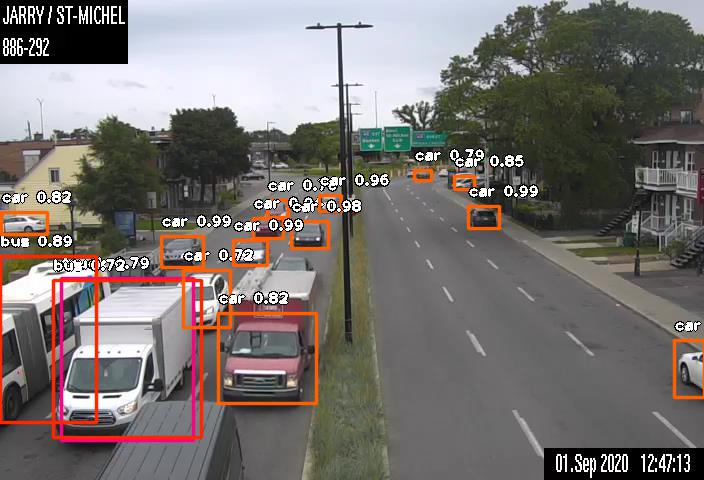 JARRY / ST-MICHEL
886-292
car 0.79
car 0.85
car 0.96
car 0.82
car 0.99
car 0.98
car 0.99
car 0.99
bus 0.89
car 0.72
car 0.82
car
01.Sep 2020 12:47:13